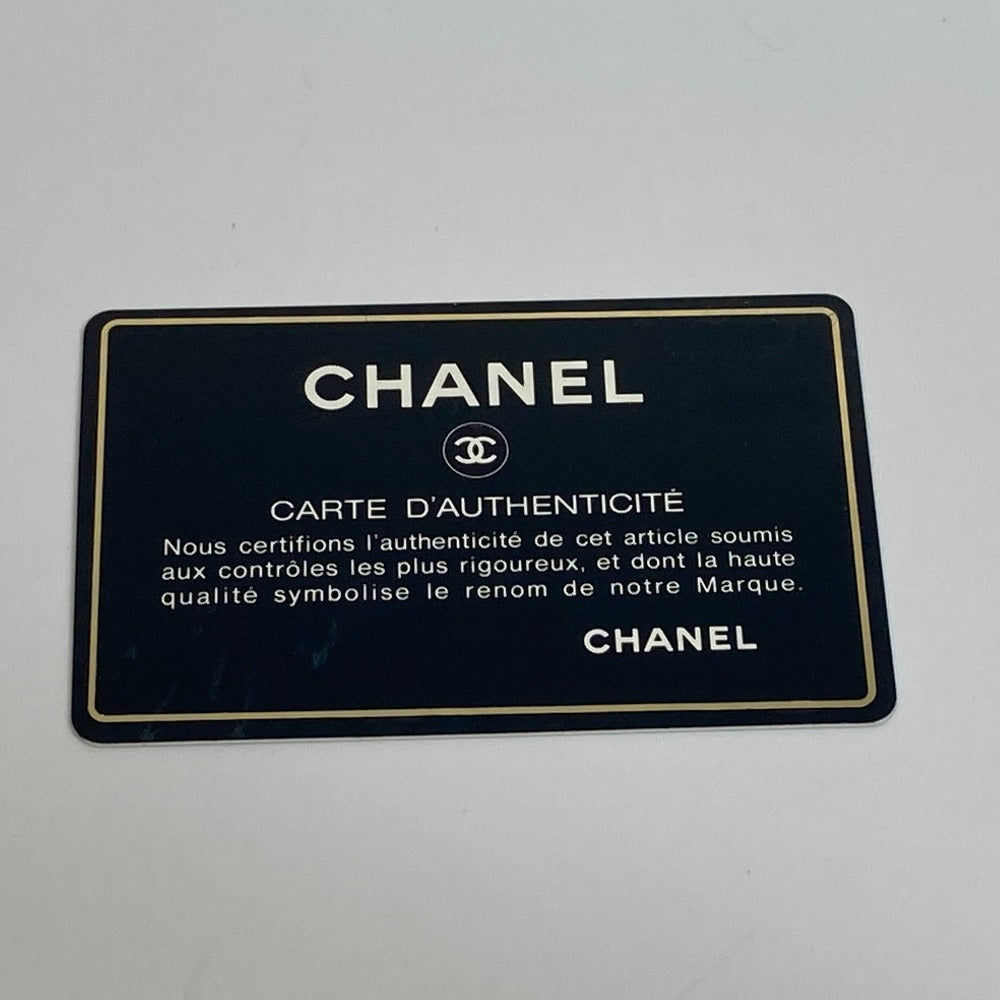 CHANEL
CARTE D'AUTHENTICITÉ
Nous certifions l'authenticité de cet article soumis
aux contrôles les plus rigoureux, et dont la haute
qualité symbolise le renom de notre Marque.
CHANEL